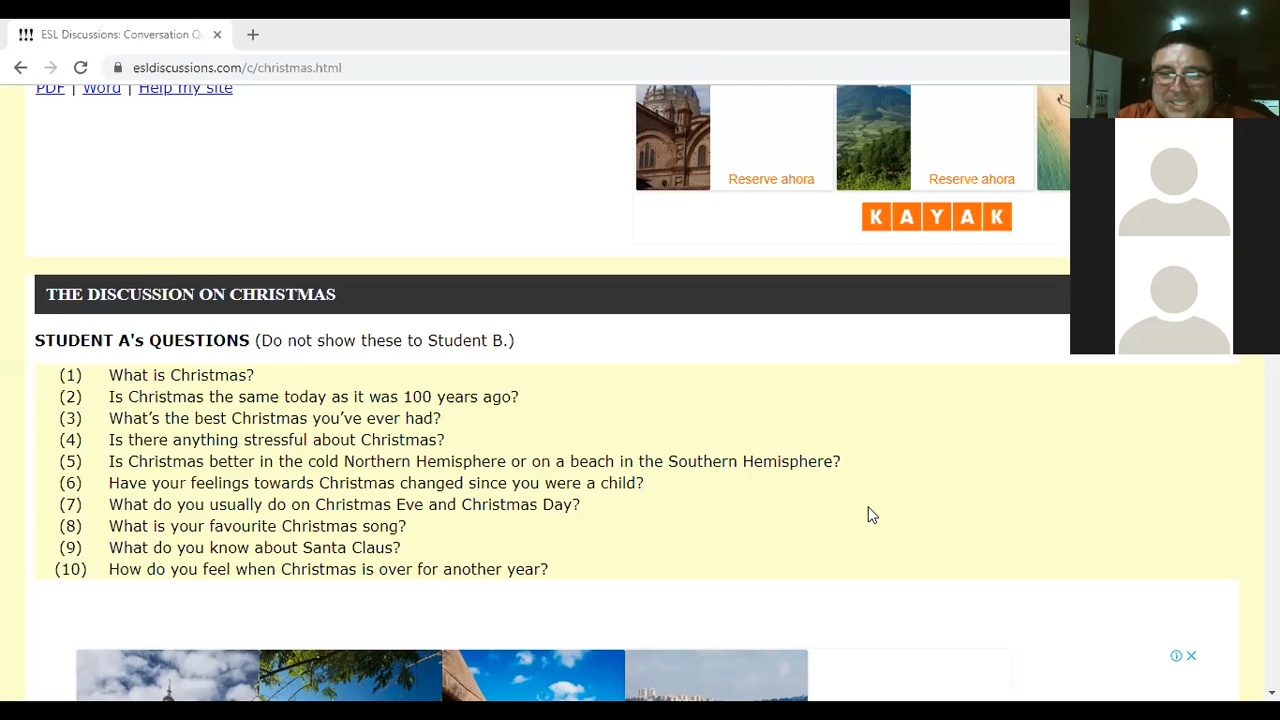 ESL Discussions: Conversation Q
esldiscussions.com/c/christmas.html
PDF | Word | Help my site
Reserve ahora
Reserve ahora
KAYAK
THE DISCUSSION ON CHRISTMAS
STUDENT A's QUESTIONS (Do not show these to Student B.)
(1) What is Christmas?
(2) Is Christmas the same today as it was 100 years ago?
(3) What’s the best Christmas you’ve ever had?
(4) Is there anything stressful about Christmas?
(5) Is Christmas better in the cold Northern Hemisphere or on a beach in the Southern Hemisphere?
(6) Have your feelings towards Christmas changed since you were a child?
(7) What do you usually do on Christmas Eve and Christmas Day?
(8) What is your favourite Christmas song?
(9) What do you know about Santa Claus?
(10) How do you feel when Christmas is over for another year?